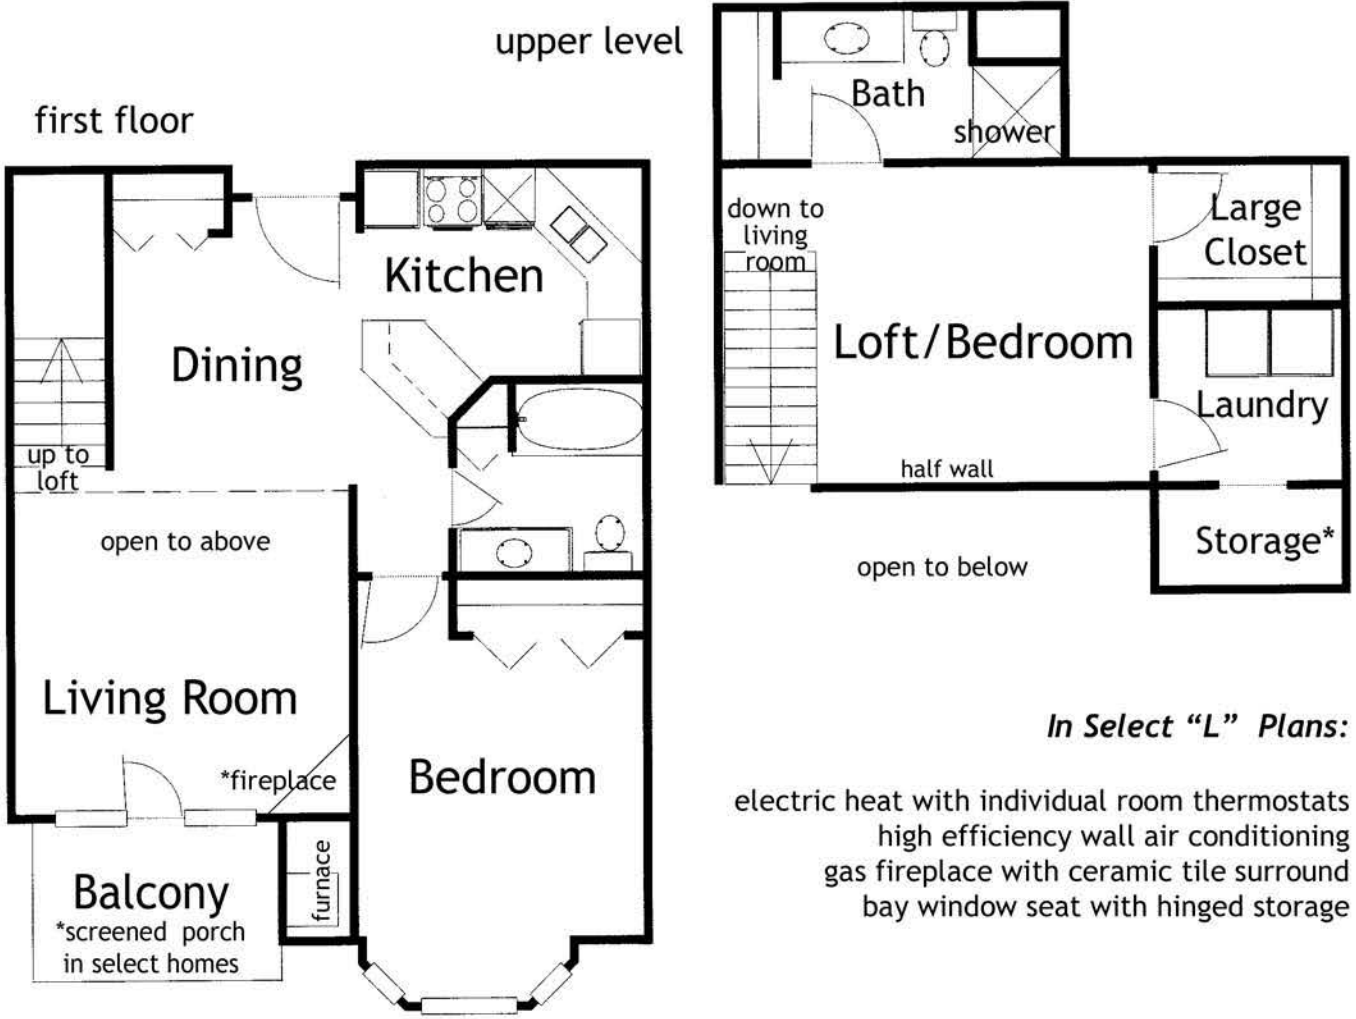 upper level
first floor
Bath
shower
down to
living
room
Large
Closet
Kitchen
Dining
Loft/Bedroom
Laundry
up to
loft
half wall
open to above
Storage*
open to below
Living Room
*fireplace
Bedroom
furnace
Balcony
*screened porch
in select homes
In Select “L” Plans:
electric heat with individual room thermostats
high efficiency wall air conditioning
gas fireplace with ceramic tile surround
bay window seat with hinged storage